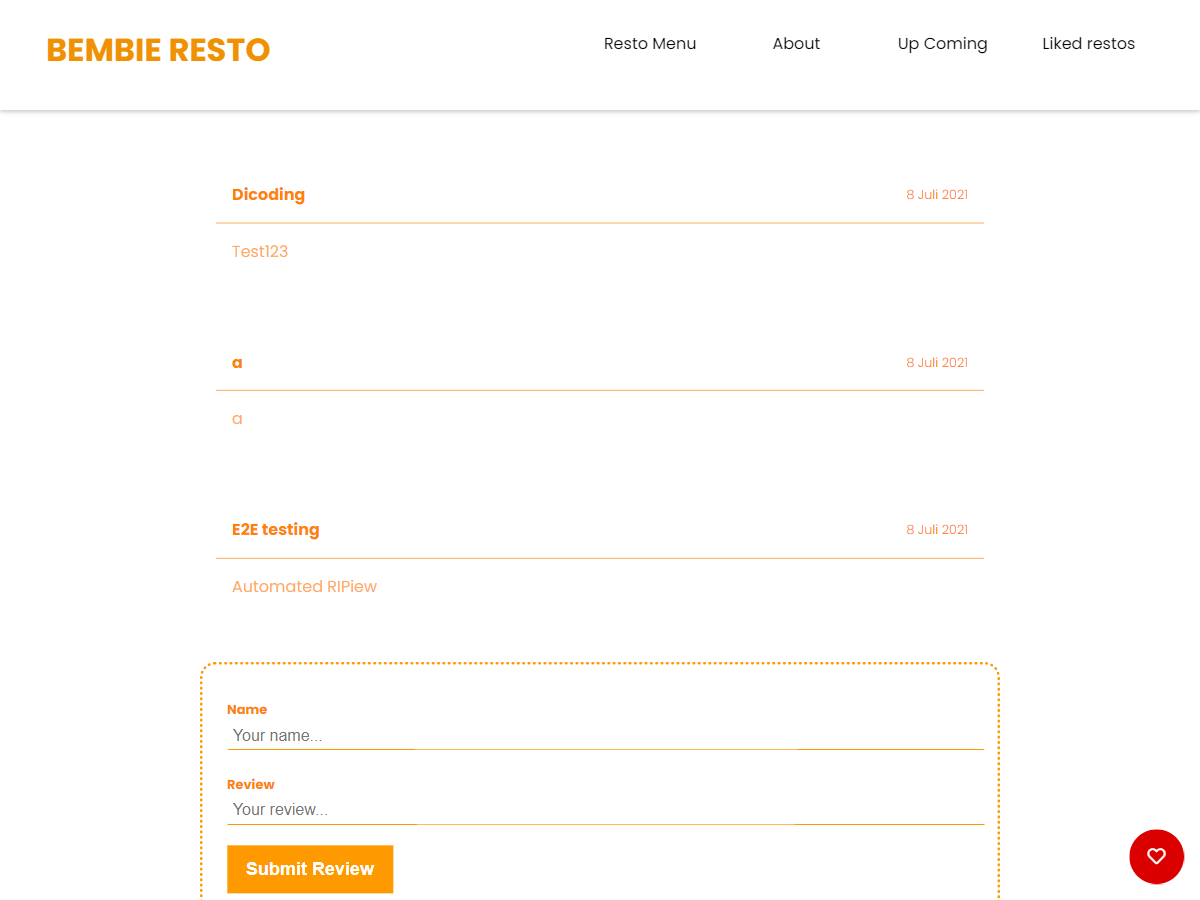 BEMBIE RESTO
Resto Menu About Up Coming Liked restos
Dicoding 8 Juli 2021
Test123
a 8 Juli 2021
a
E2E testing 8 Juli 2021
Automated RIPiew
Name
Your name...
Review
Your review...
Submit Review